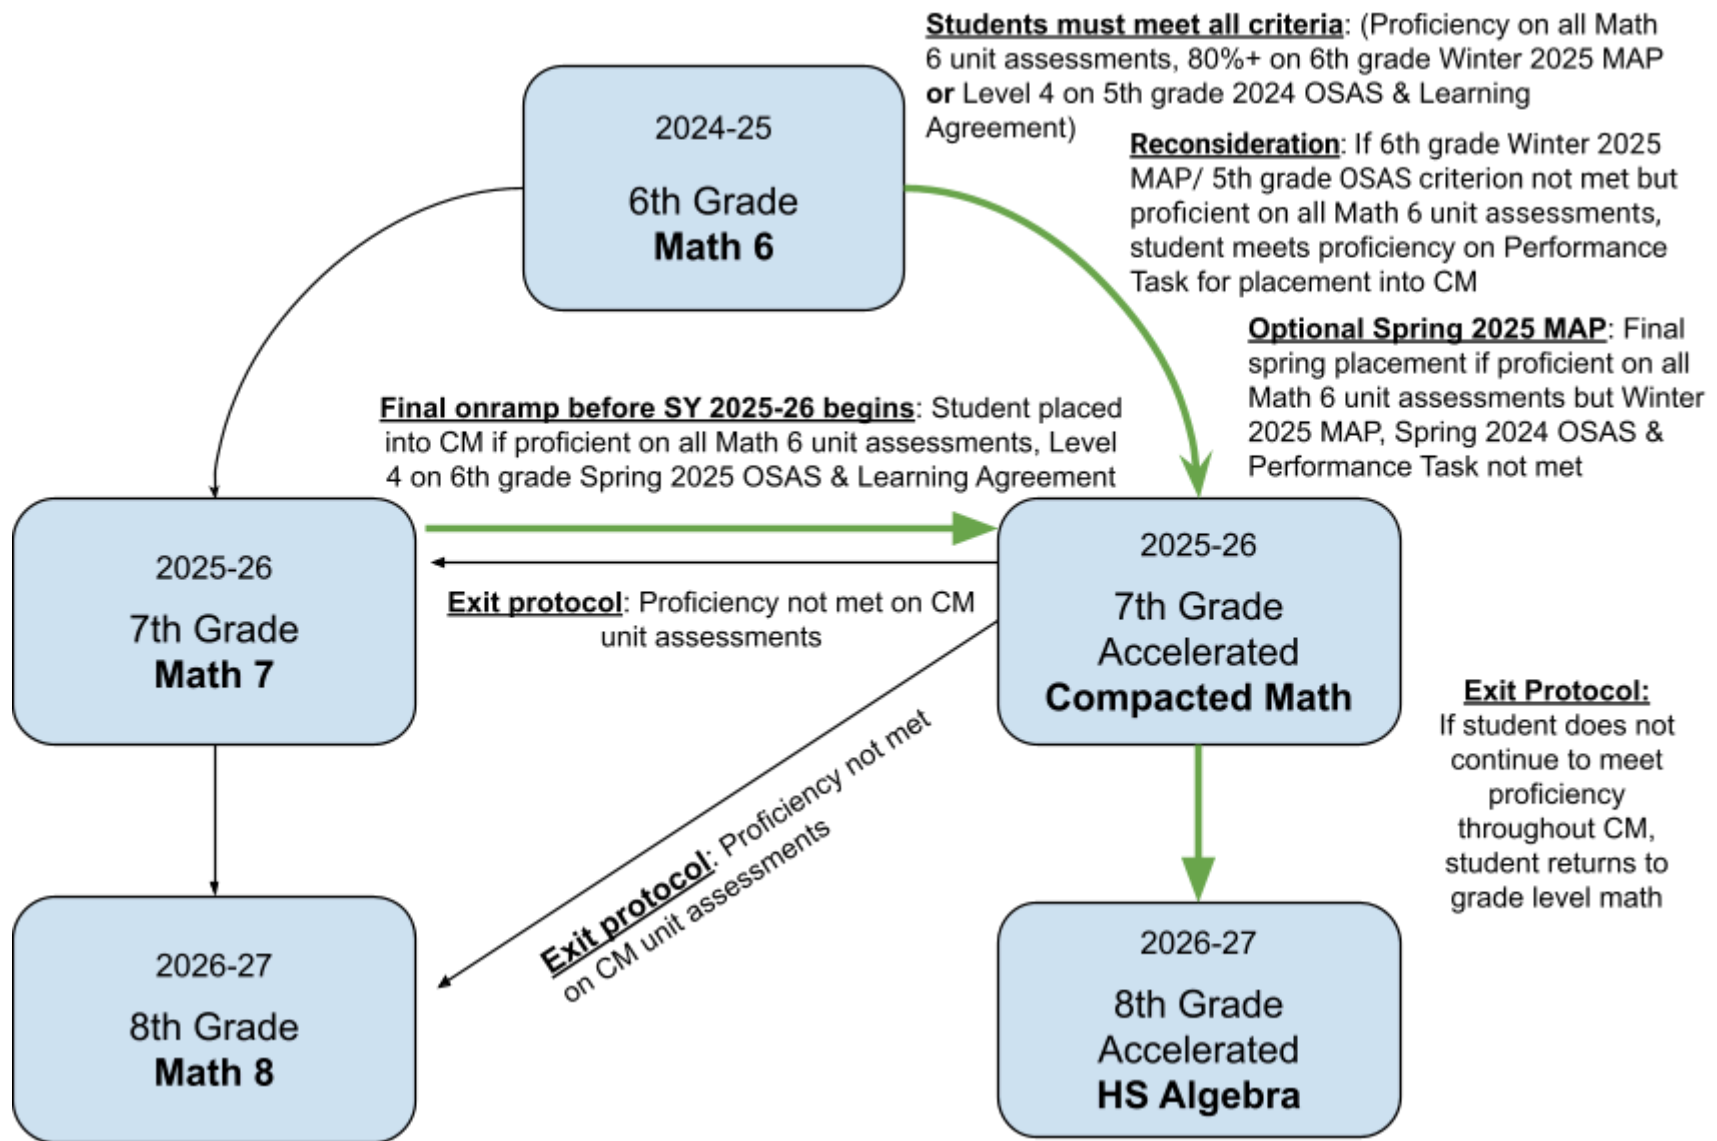 Students must meet all criteria: (Proficiency on all Math
6 unit assessments, 80%+ on 6th grade Winter 2025 MAP
or Level 4 on 5th grade 2024 OSAS & Learning
Agreement)
2024-25
6th Grade
Math 6
Reconsideration: If 6th grade Winter 2025
MAP/ 5th grade OSAS criterion not met but
proficient on all Math 6 unit assessments,
student meets proficiency on Performance
Task for placement into CM
Optional Spring 2025 MAP: Final
spring placement if proficient on all
Math 6 unit assessments but Winter
2025 MAP, Spring 2024 OSAS &
Performance Task not met
Final onramp before SY 2025-26 begins: Student placed
into CM if proficient on all Math 6 unit assessments, Level
4 on 6th grade Spring 2025 OSAS & Learning Agreement
2025-26
7th Grade
Math 7
Exit protocol: Proficiency not met on CM
unit assessments
2025-26
7th Grade
Accelerated
Compacted Math
Exit protocol: Proficiency not met
on CM unit assessments
Exit Protocol:
If student does not
continue to meet
proficiency
throughout CM,
student returns to
grade level math
2026-27
8th Grade
Math 8
2026-27
8th Grade
Accelerated
HS Algebra